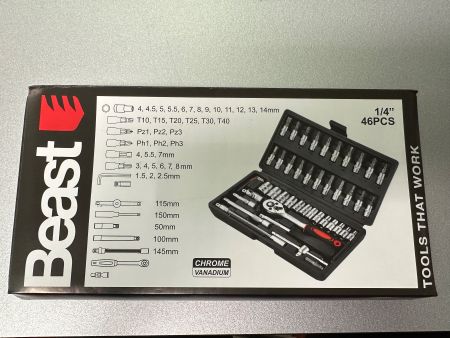 Beast
4, 4.5, 5, 5.5, 6, 7, 8, 9, 10, 11, 12, 13, 14mm
T10, T15, T20, T25, T30, T40
Pz1, Pz2, Pz3
Ph1, Ph2, Ph3
4, 5.5, 7mm
3, 4, 5, 6, 7, 8mm
1.5, 2, 2.5mm
115mm
150mm
50mm
100mm
145mm
CHROME
VANADIUM
1/4"
46PCS
TOOLS THAT WORK